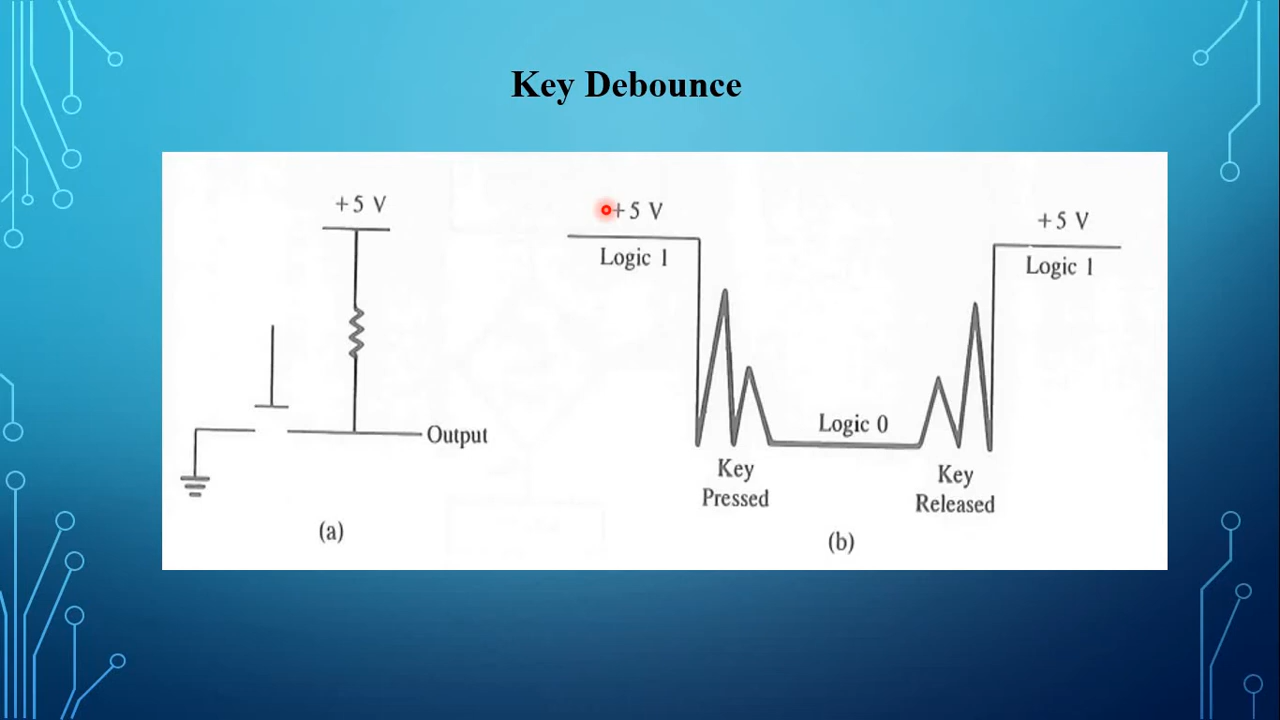 Key Debounce
+5 V
Output
(a)
+5 V
Logic 1
Key
Pressed
Logic 0
Key
Released
+5 V
Logic 1
(b)